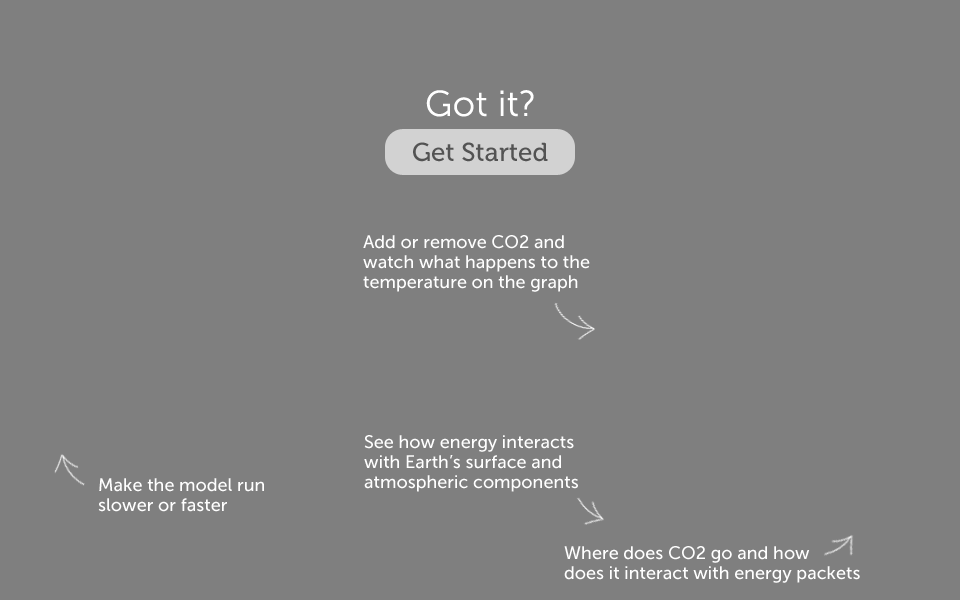 Got it?
Get Started
Add or remove CO2 and
watch what happens to the
temperature on the graph
See how energy interacts
with Earth’s surface and
atmospheric components
Make the model run
slower or faster
Where does CO2 go and how
does it interact with energy packets